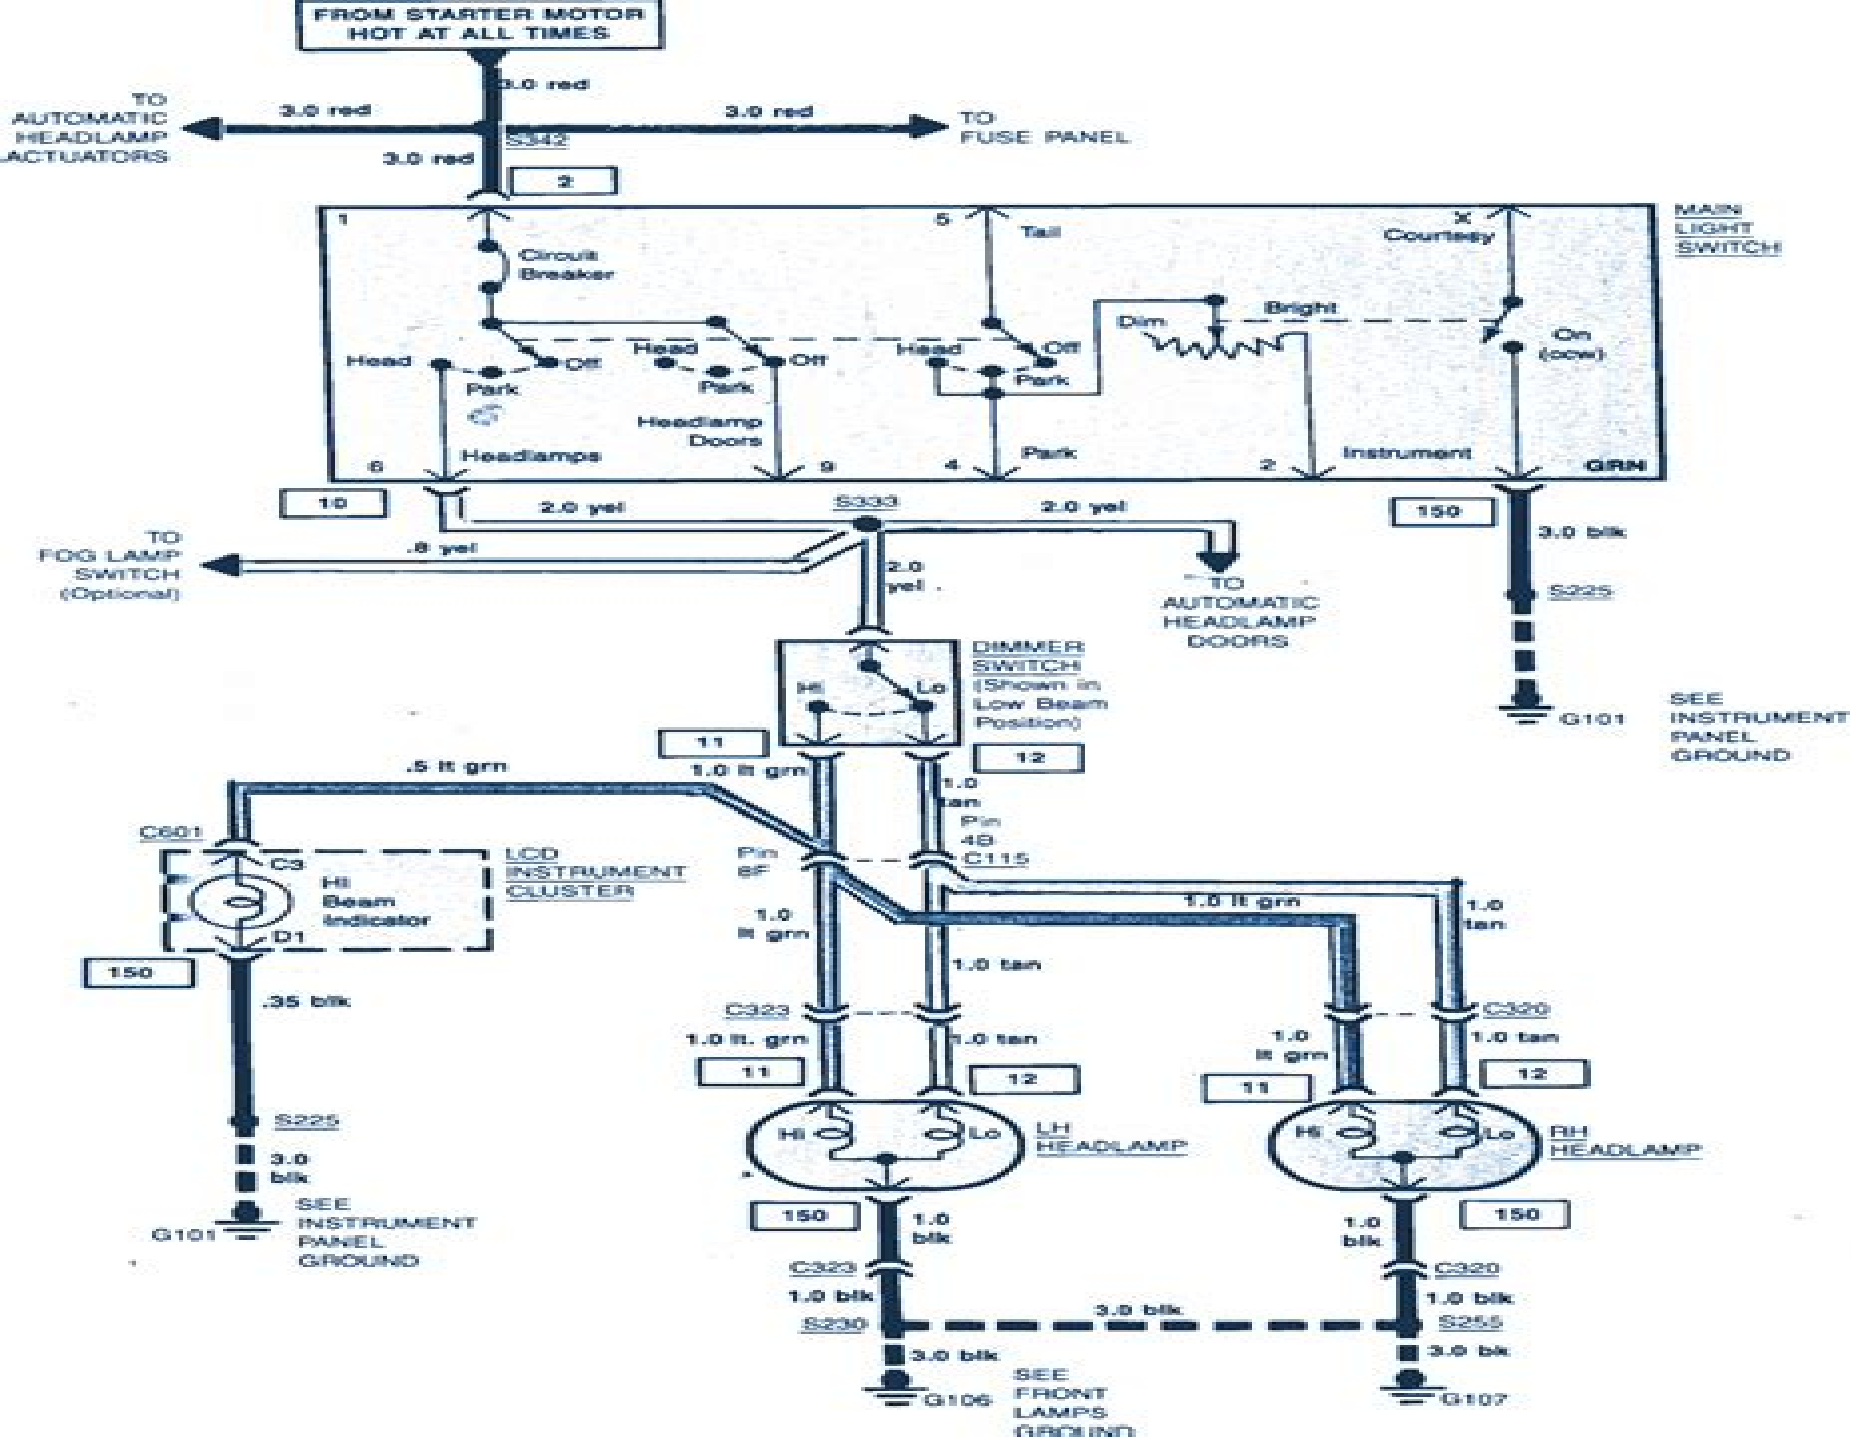 FROM STARTER MOTOR
HOT AT ALL TIMES
3.0 red
TO
AUTOMATIC
HEADLAMP
ACTUATORS
3.0 red
3.0 red
TO
FUSE PANEL
S342
3.0 red
2
1
5
X
Tail
Courtesy
MAIN
LIGHT
SWITCH
Circuit
Breaker
Dim
Bright
Head
Off
Park
Head
Off
Park
Head
Off
Park
On
(ccw)
Headlamp
Doors
6
Headlamps
9
4
Park
2
Instrument
GRN
10
2.0 yel
S333
2.0 yel
150
3.0 blk
TO
FOG LAMP
SWITCH
(Optional)
.8 yel
2.0
yel
TO
AUTOMATIC
HEADLAMP
DOORS
S225
G101
SEE
INSTRUMENT
PANEL
GROUND
Hi
Lo
DIMMER
SWITCH
(Shown in
Low Beam
Position)
11
12
.5 lt grn
1.0 lt grn
1.0
tan
Pin
4B
C115
Pin
8F
C601
C3
Hi
Beam
Indicator
D1
LCD
INSTRUMENT
CLUSTER
1.0
lt grn
1.0 lt grn
1.0
tan
1.0 tan
150
.35 blk
C323
C320
1.0 lt. grn
1.0 tan
1.0
lt grn
1.0 tan
11
12
11
12
S225
3.0
blk
G101
SEE
INSTRUMENT
PANEL
GROUND
Hi
Lo
LH
HEADLAMP
Hi
Lo
RH
HEADLAMP
150
1.0
blk
1.0
blk
150
C323
C320
1.0 blk
1.0 blk
S230
3.0 blk
S255
3.0 blk
3.0 bk
G106
SEE
FRONT
LAMPS
GROUND
G107